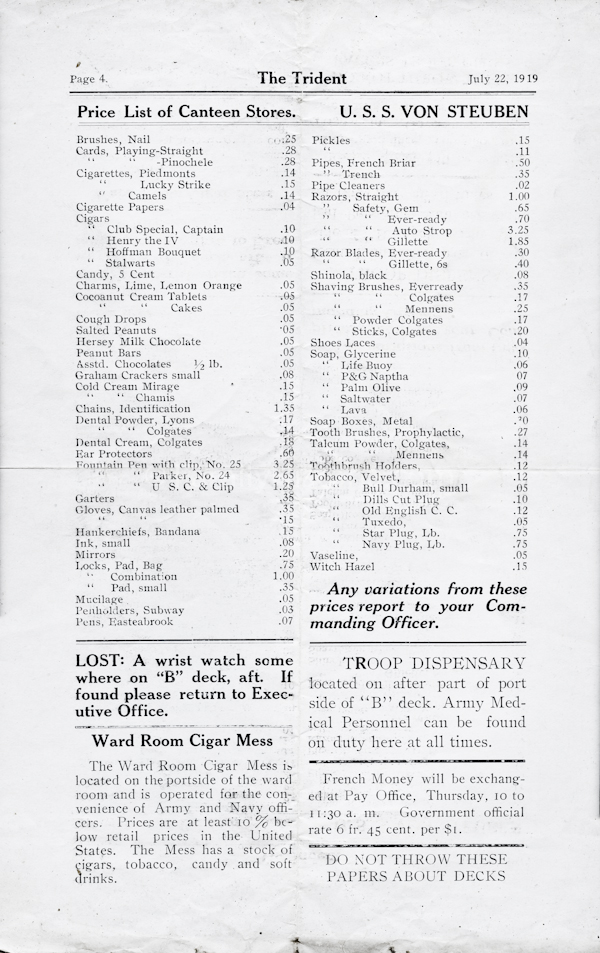 Page 4.
The Trident
July 22, 1919
Price List of Canteen Stores.
U. S. S. VON STEUBEN
Brushes, Nail .25
Cards, Playing-Straight .28
“ “ -Pinochele .28
Cigarettes, Piedmonts .14
“ Lucky Strike .15
“ Camels .14
Cigarette Papers .04
Cigars
“ Club Special, Captain .10
“ Henry the IV .10
“ Hoffman Bouquet .10
“ Stalwarts .05
Candy, 5 Cent
Charms, Lime, Lemon Orange .05
Cocoanut Cream Tablets .05
“ “ Cakes .05
Cough Drops .05
Salted Peanuts .05
Hersey Milk Chocolate .05
Peanut Bars .05
Asstd. Chocolates ½ lb. .05
Graham Crackers small .08
Cold Cream Mirage .15
“ “ Chamis .15
Chains, Identification 1.35
Dental Powder, Lyons .17
“ “ Colgates .14
Dental Cream, Colgates .18
Ear Protectors .60
Fountain Pen with clip, No. 25 3.25
“ “ Parker, No. 24 2.65
“ “ U S. C. & Clip 1.25
Garters .35
Gloves, Canvas leather palmed .35
“ “ .15
Hankerchiefs, Bandana .15
Ink, small .08
Mirrors .20
Locks, Pad, Bag .75
“ Combination 1.00
“ Pad, small .35
Mucilage .05
Penholders, Subway .03
Pens, Easteabrook .07
LOST: A wrist watch some
where on “B” deck, aft. If
found please return to Exec-
utive Office.
Ward Room Cigar Mess
The Ward Room Cigar Mess is
located on the portside of the ward
room and is operated for the con-
venience of Army and Navy offi-
cers. Prices are at least 10 % be-
low retail prices in the United
States. The Mess has a stock of
cigars, tobacco, candy and soft
drinks.
Pickles .15
“ .11
Pipes, French Briar .50
” Trench .35
Pipe Cleaners .02
Razors, Straight 1.00
” Safety, Gem .65
” “ Ever-ready .70
“ “ Auto Strop 3.25
“ “ Gillette 1.85
Razor Blades, Ever-ready .30
“ “ Gillette, 6s .40
Shinola, black .08
Shaving Brushes, Everready .35
“ “ Colgates .17
“ “ Mennens .25
“ Powder Colgates .17
“ Sticks, Colgates .20
Shoes Laces .04
Soap, Glycerine .10
“ Life Buoy .06
“ P&G Naptha 07
“ Palm Olive .09
“ Saltwater .07
“ Lava .06
Soap Boxes, Metal
Tooth Brushes, Prophylactic, .27
Talcum Powder, Colgates, .14
“ Mennens .14
Toothbrush Holders, .12
Tobacco, Velvet, .12
“ Bull Durham, small .05
“ Dills Cut Plug .10
“ Old English C. C. .12
“ Tuxedo, .05
“ Star Plug, Lb. .75
“ Navy Plug, Lb. .75
Vaseline, .05
Witch Hazel .15
Any variations from these
prices report to your Com-
manding Officer.
TROOP DISPENSARY
located on after part of port
side of “B” deck. Army Med-
ical Personnel can be found
on duty here at all times.
French Money will be exchang-
ed at Pay Office, Thursday, 10 to
11:30 a. m. Government official
rate 6 fr. 45 cent. per $1.
DO NOT THROW THESE
PAPERS ABOUT DECKS